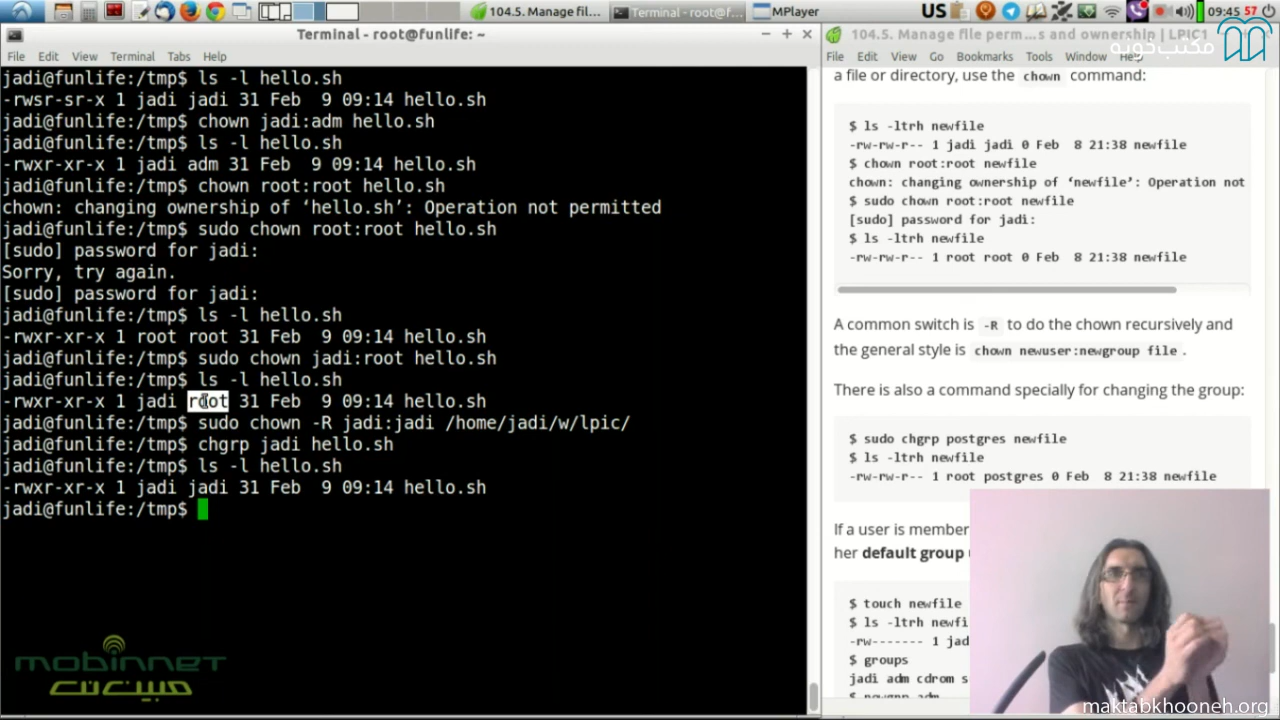 104.5. Manage fil...
Terminal - root@f...
MPlayer
US
09:45 57
Terminal - root@funlife: ~
File Edit View Terminal Tabs Help
jadi@funlife:/tmp$ ls -l hello.sh
-rwsr-sr-x 1 jadi jadi 31 Feb  9 09:14 hello.sh
jadi@funlife:/tmp$ chown jadi:adm hello.sh
jadi@funlife:/tmp$ ls -l hello.sh
-rwxr-xr-x 1 jadi adm 31 Feb  9 09:14 hello.sh
jadi@funlife:/tmp$ chown root:root hello.sh
chown: changing ownership of ‘hello.sh’: Operation not permitted
jadi@funlife:/tmp$ sudo chown root:root hello.sh
[sudo] password for jadi:
Sorry, try again.
[sudo] password for jadi:
jadi@funlife:/tmp$ ls -l hello.sh
-rwxr-xr-x 1 root root 31 Feb  9 09:14 hello.sh
jadi@funlife:/tmp$ sudo chown jadi:root hello.sh
jadi@funlife:/tmp$ ls -l hello.sh
-rwxr-xr-x 1 jadi root 31 Feb  9 09:14 hello.sh
jadi@funlife:/tmp$ sudo chown -R jadi:jadi /home/jadi/w/lpic/
jadi@funlife:/tmp$ chgrp jadi hello.sh
jadi@funlife:/tmp$ ls -l hello.sh
-rwxr-xr-x 1 jadi jadi 31 Feb  9 09:14 hello.sh
jadi@funlife:/tmp$
mobinnet
مبین نت
104.5. Manage file perm...s and ownership | LPIC1
مکتب‌خونه
File Edit View Go Bookmarks Tools Window Help
a file or directory, use the chown command:
$ ls -ltrh newfile
-rw-rw-r-- 1 jadi jadi 0 Feb  8 21:38 newfile
$ chown root:root newfile
chown: changing ownership of ‘newfile’: Operation not
$ sudo chown root:root newfile
[sudo] password for jadi:
$ ls -ltrh newfile
-rw-rw-r-- 1 root root 0 Feb  8 21:38 newfile
A common switch is -R to do the chown recursively and
the general style is chown newuser:newgroup file.
There is also a command specially for changing the group:
$ sudo chgrp postgres newfile
$ ls -ltrh newfile
-rw-rw-r-- 1 root postgres 0 Feb  8 21:38 newfile
If a user is member
her default group
$ touch newfile
$ ls -ltrh newfi
-rw------- 1 jad
$ groups
jadi adm cdrom s
$ newgrp adm
maktabkhooneh.org